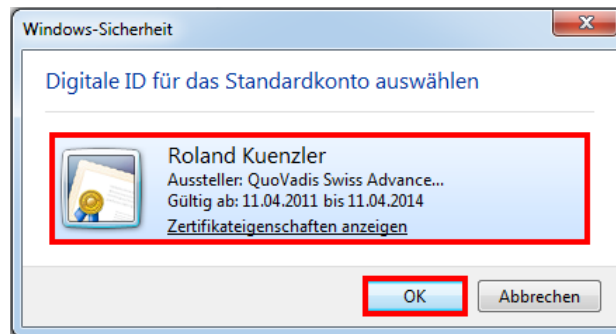 Windows-Sicherheit
Digitale ID für das Standardkonto auswählen
Roland Kuenzler
Aussteller: QuoVadis Swiss Advance...
Gültig ab: 11.04.2011 bis 11.04.2014
Zertifikateigenschaften anzeigen
OK Abbrechen